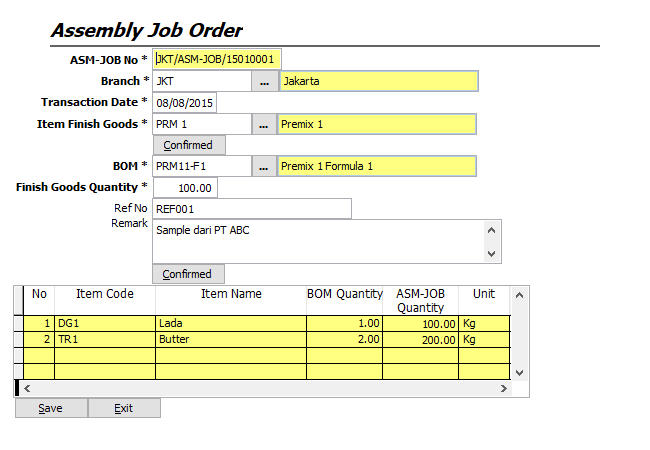 Assembly Job Order
ASM-JOB No * JKT/ASM-JOB/15010001
Branch * JKT ... Jakarta
Transaction Date * 08/08/2015
Item Finish Goods * PRM 1 ... Premix 1
Confirmed
BOM * PRM11-F1 ... Premix 1 Formula 1
Finish Goods Quantity * 100.00
Ref No REF001
Remark Sample dari PT ABC
Confirmed
No Item Code Item Name BOM Quantity ASM-JOB Quantity Unit
1 DG1 Lada 1.00 100.00 Kg
2 TR1 Butter 2.00 200.00 Kg
Save Exit